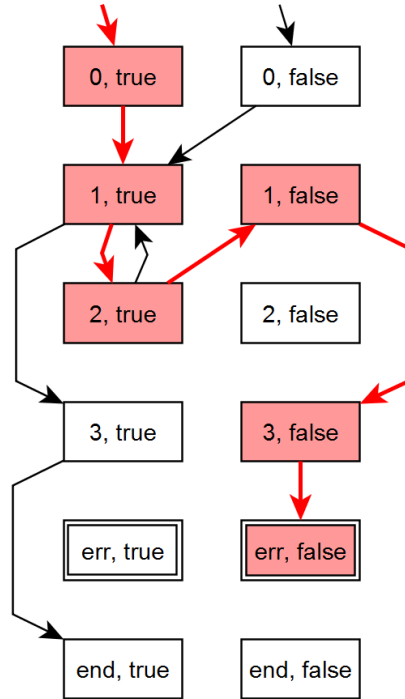 0, true
0, false
1, true
1, false
2, true
2, false
3, true
3, false
err, true
err, false
end, true
end, false